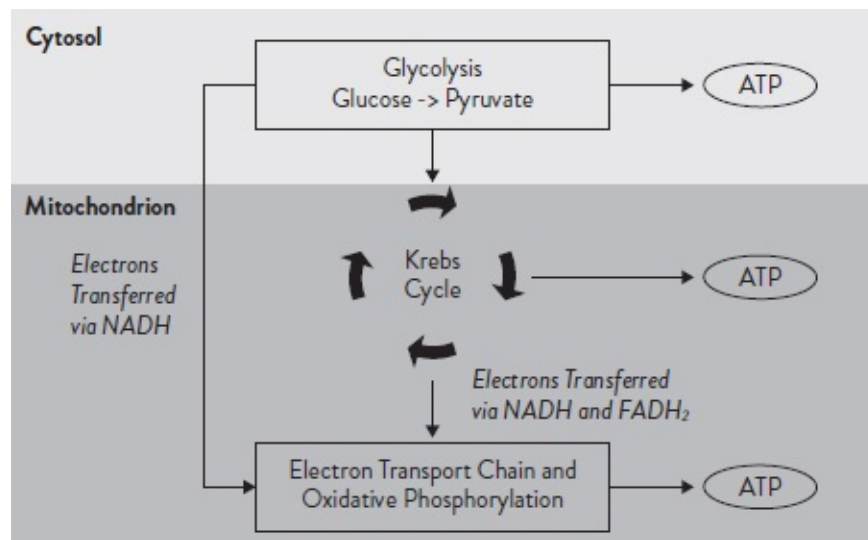 Cytosol
Glycolysis
Glucose -> Pyruvate
ATP
Mitochondrion
Electrons
Transferred
via NADH
Krebs
Cycle
ATP
Electrons Transferred
via NADH and FADH₂
Electron Transport Chain and
Oxidative Phosphorylation
ATP